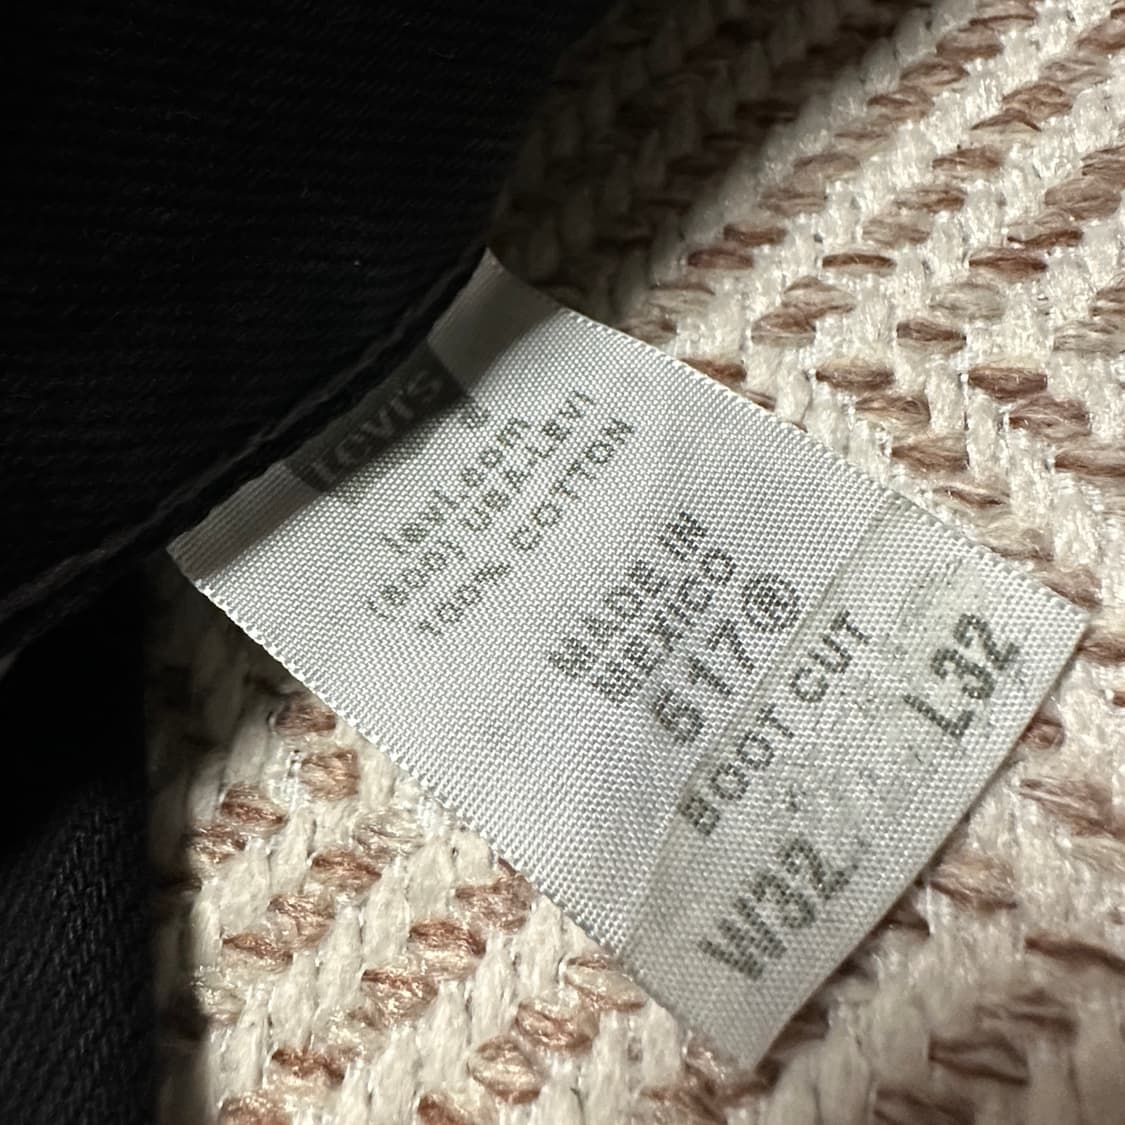 Levi's
levi.com
(800) USA-LEVI
100% COTTON
MADE IN
MEXICO
517®
BOOT CUT
W32 L32